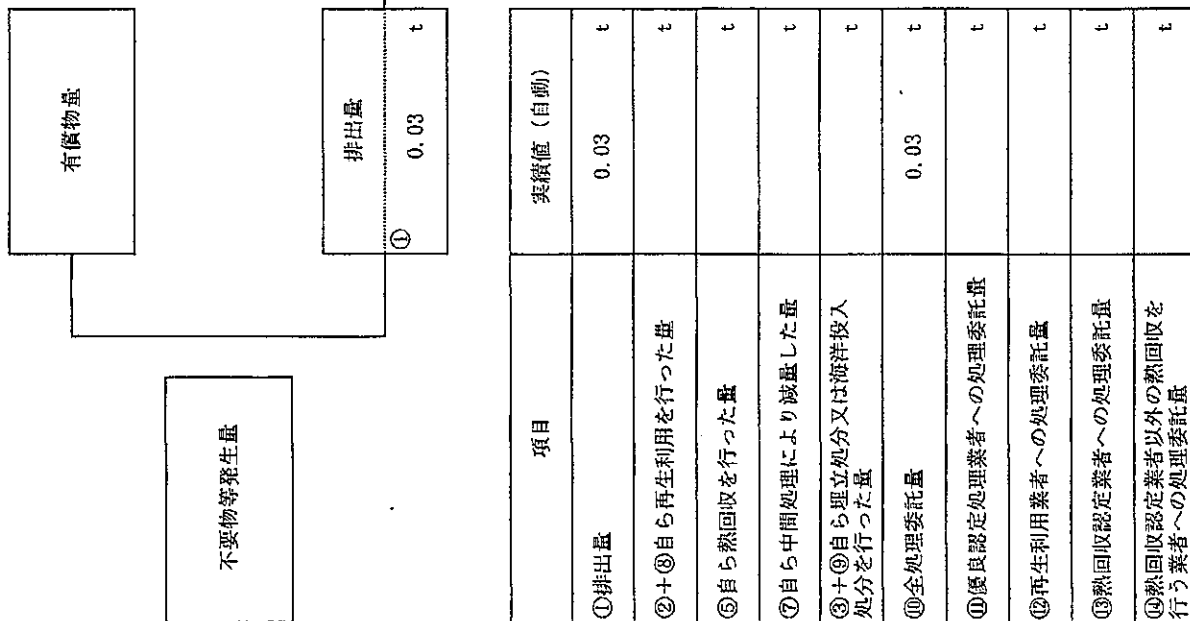 不要物等発生量
有償物量
排出量
① 0.03 t
項目 実績値（自動）
①排出量 0.03 t
②+⑧自ら再生利用を行った量 t
⑤自ら熱回収を行った量 t
⑦自ら中間処理により減量した量 t
③+⑨自ら埋立処分又は海洋投入
処分を行った量 t
⑩全処理委託量 0.03 t
⑪優良認定処理業者への処理委託量 t
⑫再生利用業者への処理委託量 t
⑬熱回収認定業者への処理委託量 t
⑭熱回収認定業者以外の熱回収を
行う業者への処理委託量 t